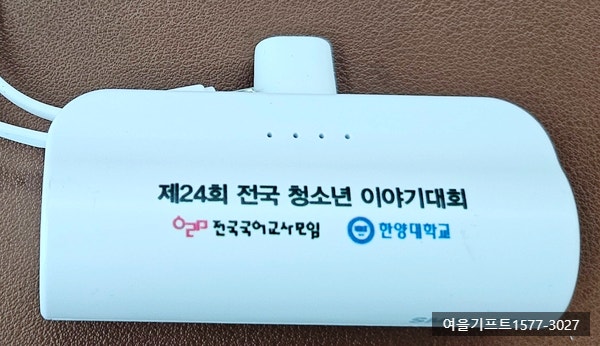 제24회 전국 청소년 이야기대회
전국국어교사모임 한양대학교
여울기프트1577-3027